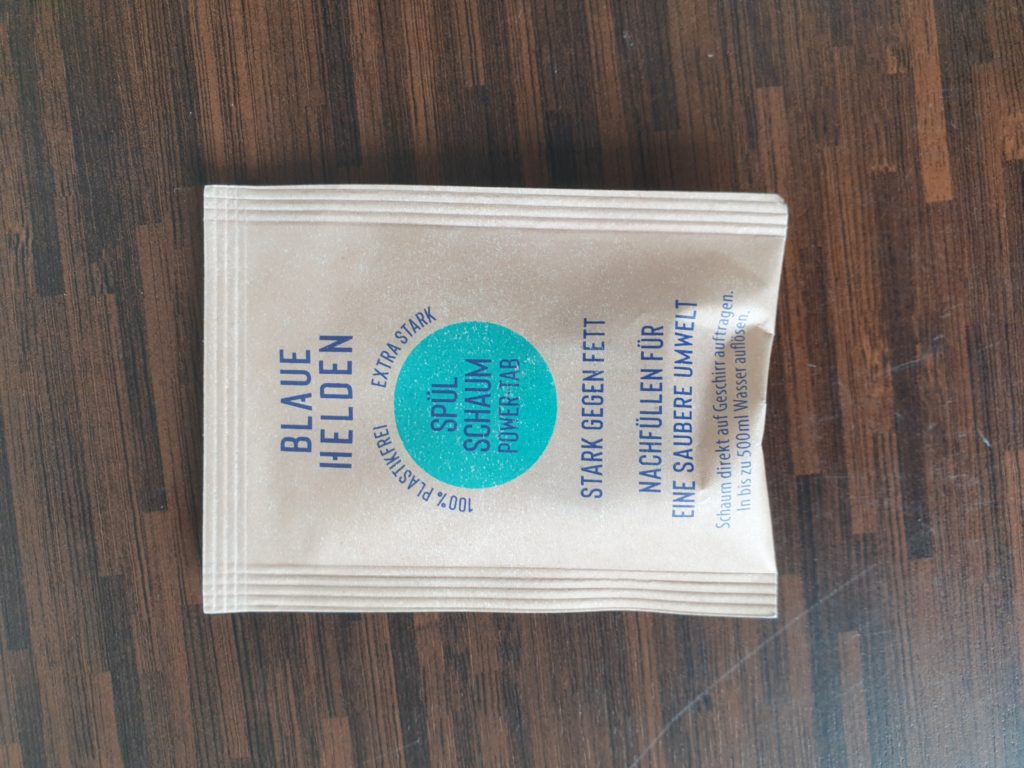 BLAUE
HELDEN
100% PLASTIKFREI
EXTRA STARK
SPÜL
SCHAUM
POWER-TAB
STARK GEGEN FETT
NACHFÜLLEN FÜR
EINE SAUBERE UMWELT
Schaum direkt auf Geschirr auftragen.
In bis zu 500ml Wasser auflösen.